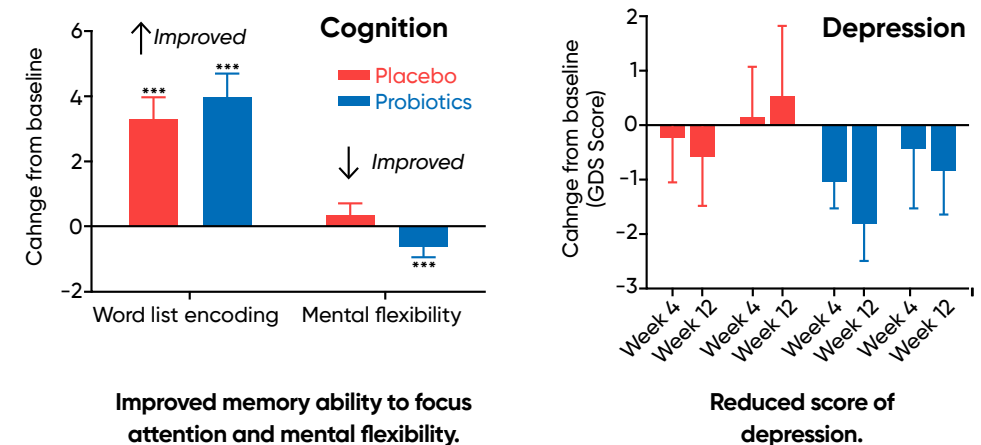 Cognition
↑ Improved
Placebo
Probiotics
↓ Improved
***
***
***
Cahnge from baseline
6
4
2
0
−2
Word list encoding
Mental flexibility
Improved memory ability to focus
attention and mental flexibility.
Depression
Cahnge from baseline
(GDS Score)
2
1
0
−1
−2
−3
Week 4
Week 12
Week 4
Week 12
Week 4
Week 12
Week 4
Week 12
Reduced score of
depression.